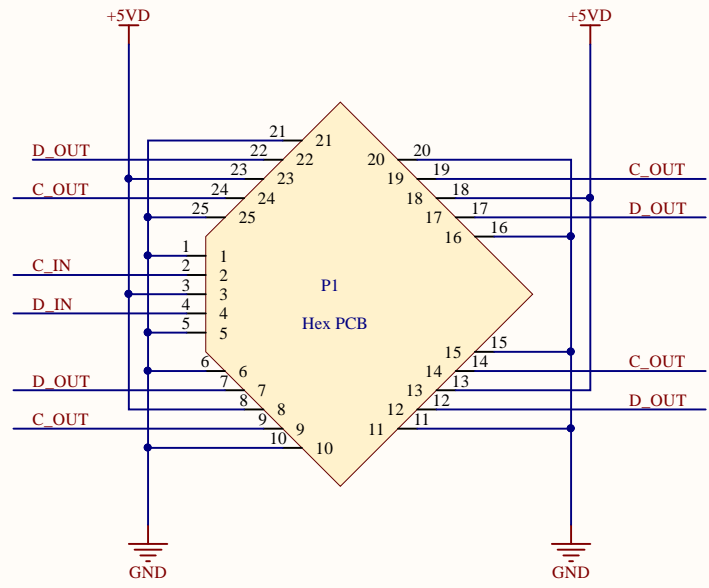 +5VD +5VD
21 21
D_OUT 22 22 20 20
23 23 19 19 C_OUT
C_OUT 24 24 18 18
25 25 17 17 D_OUT
16 16
1 1
C_IN 2 2
3 3 P1
D_IN 4 4
5 5 Hex PCB
15 15
6 6 14 14 C_OUT
D_OUT 7 7 13 13
8 8 12 12 D_OUT
C_OUT 9 9 11 11
10 10
GND GND